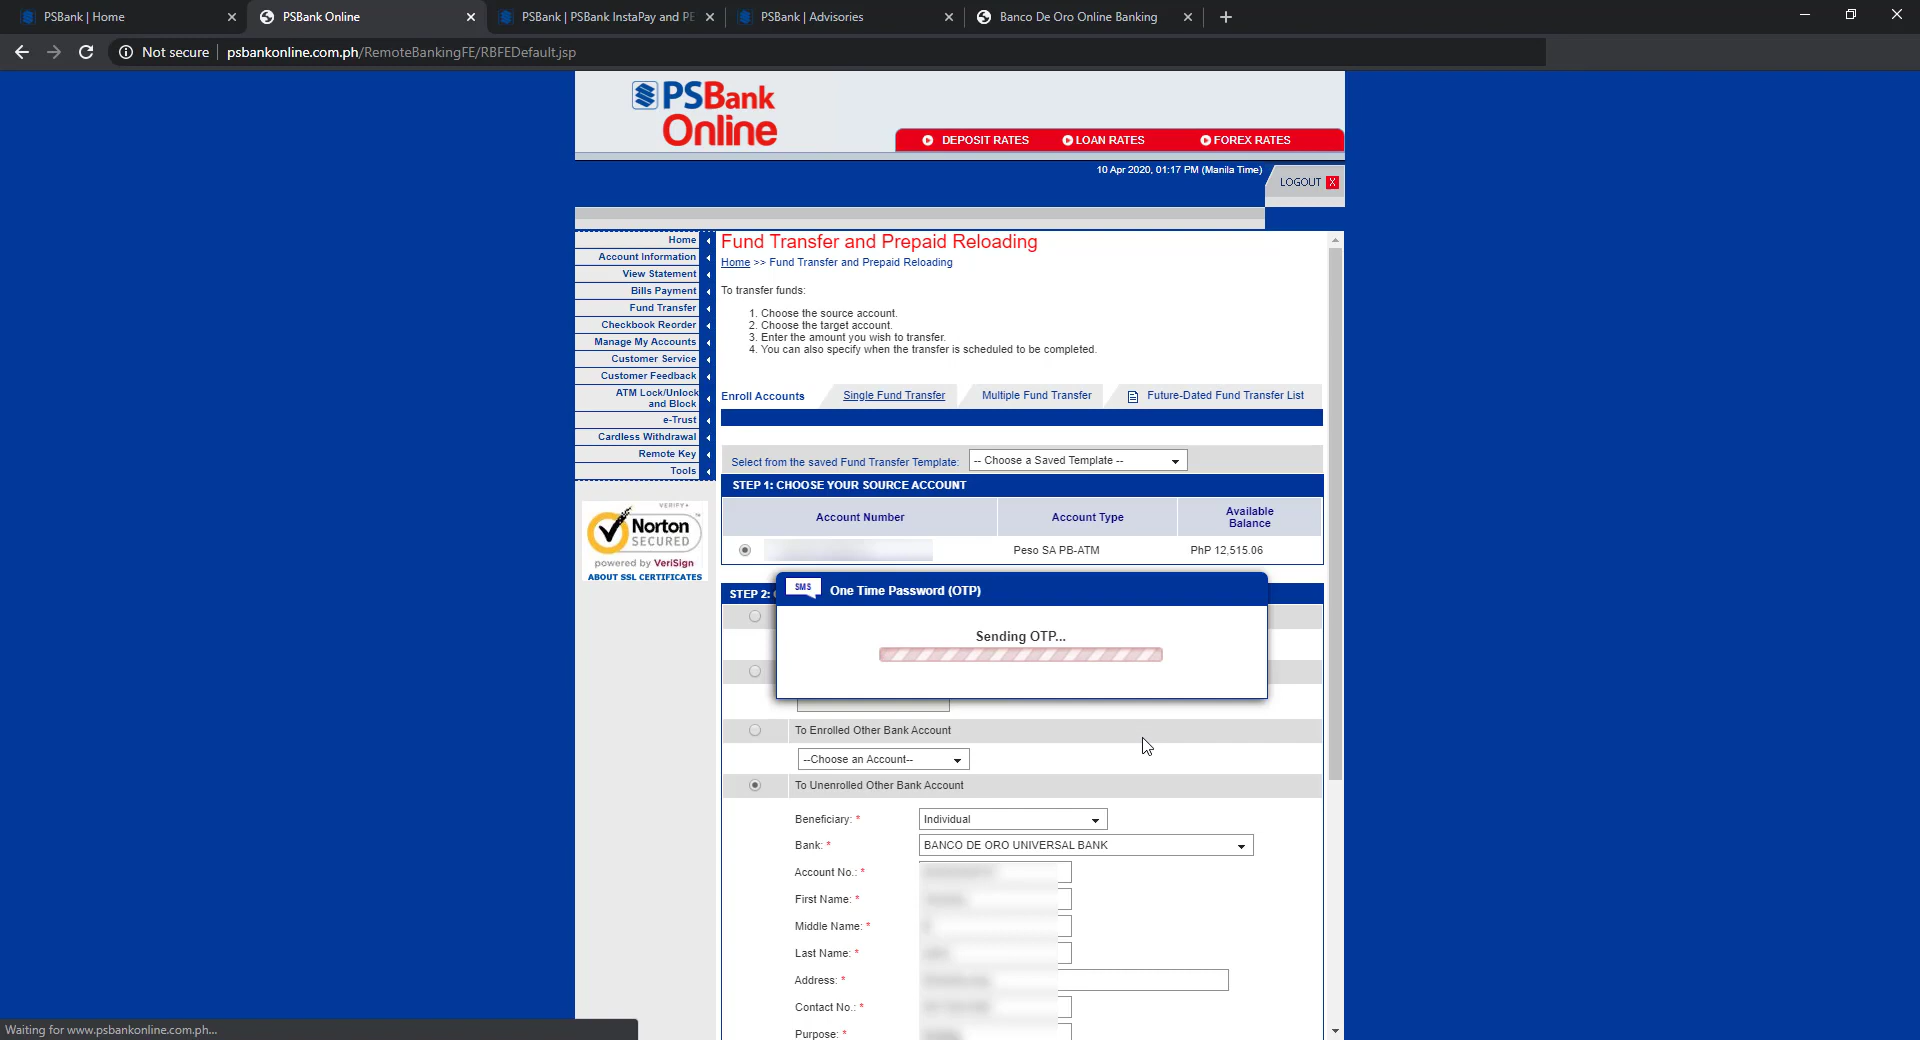 PSBank | Home
PSBank Online
PSBank | PSBank InstaPay and PE
PSBank | Advisories
Banco De Oro Online Banking
Not secure
psbankonline.com.ph/RemoteBankingFE/RBFEDefault.jsp
PSBank
Online
DEPOSIT RATES
LOAN RATES
FOREX RATES
10 Apr 2020, 01:17 PM (Manila Time)
LOGOUT X
Home
Account Information
View Statement
Bills Payment
Fund Transfer
Checkbook Reorder
Manage My Accounts
Customer Service
Customer Feedback
ATM Lock/Unlock
and Block
e-Trust
Cardless Withdrawal
Remote Key
Tools
VERIFY
Norton
SECURED
powered by VeriSign
ABOUT SSL CERTIFICATES
Fund Transfer and Prepaid Reloading
Home >> Fund Transfer and Prepaid Reloading
To transfer funds:
1. Choose the source account.
2. Choose the target account.
3. Enter the amount you wish to transfer.
4. You can also specify when the transfer is scheduled to be completed.
Enroll Accounts
Single Fund Transfer
Multiple Fund Transfer
Future-Dated Fund Transfer List
Select from the saved Fund Transfer Template:
-- Choose a Saved Template --
STEP 1: CHOOSE YOUR SOURCE ACCOUNT
Account Number
Account Type
Available
Balance
Peso SA PB-ATM
PhP 12,515.06
STEP 2:
SMS
One Time Password (OTP)
Sending OTP...
To Enrolled Other Bank Account
--Choose an Account--
To Unenrolled Other Bank Account
Beneficiary: *
Individual
Bank: *
BANCO DE ORO UNIVERSAL BANK
Account No.: *
First Name: *
Middle Name: *
Last Name: *
Address: *
Contact No.: *
Purpose: *
Waiting for www.psbankonline.com.ph...